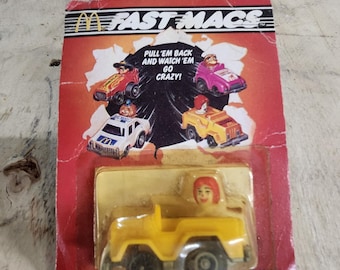 FAST MACS
PULL 'EM BACK
AND WATCH 'EM
GO
CRAZY!